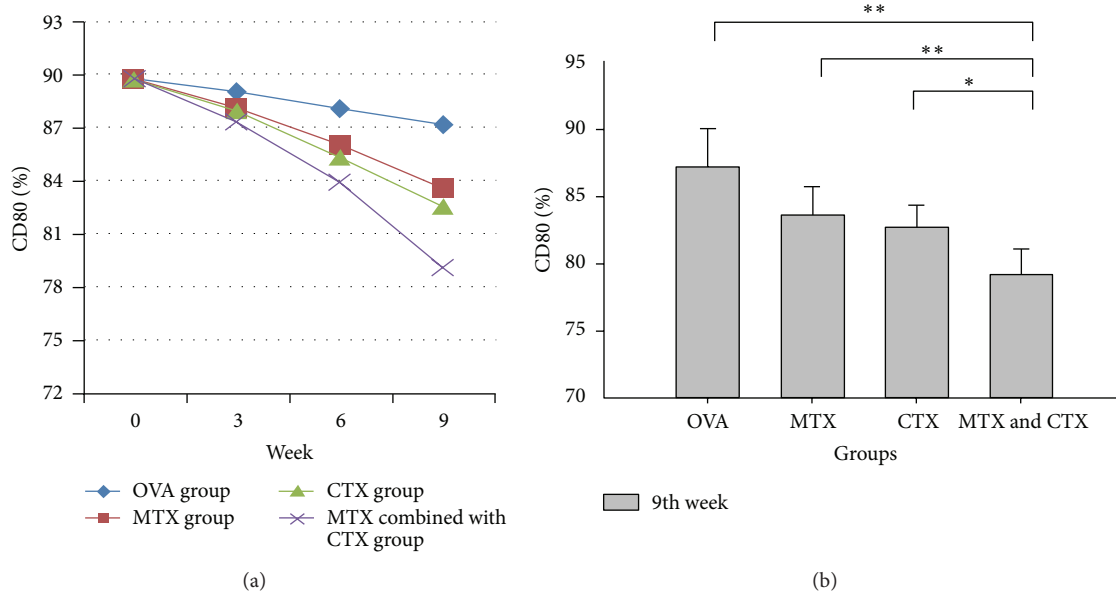 93
90
87
84
81
78
75
72
CD80 (%)
0 3 6 9
Week
OVA group
MTX group
CTX group
MTX combined with
CTX group
(a)
**
**
*
95
90
85
80
75
70
CD80 (%)
OVA MTX CTX MTX and CTX
Groups
9th week
(b)